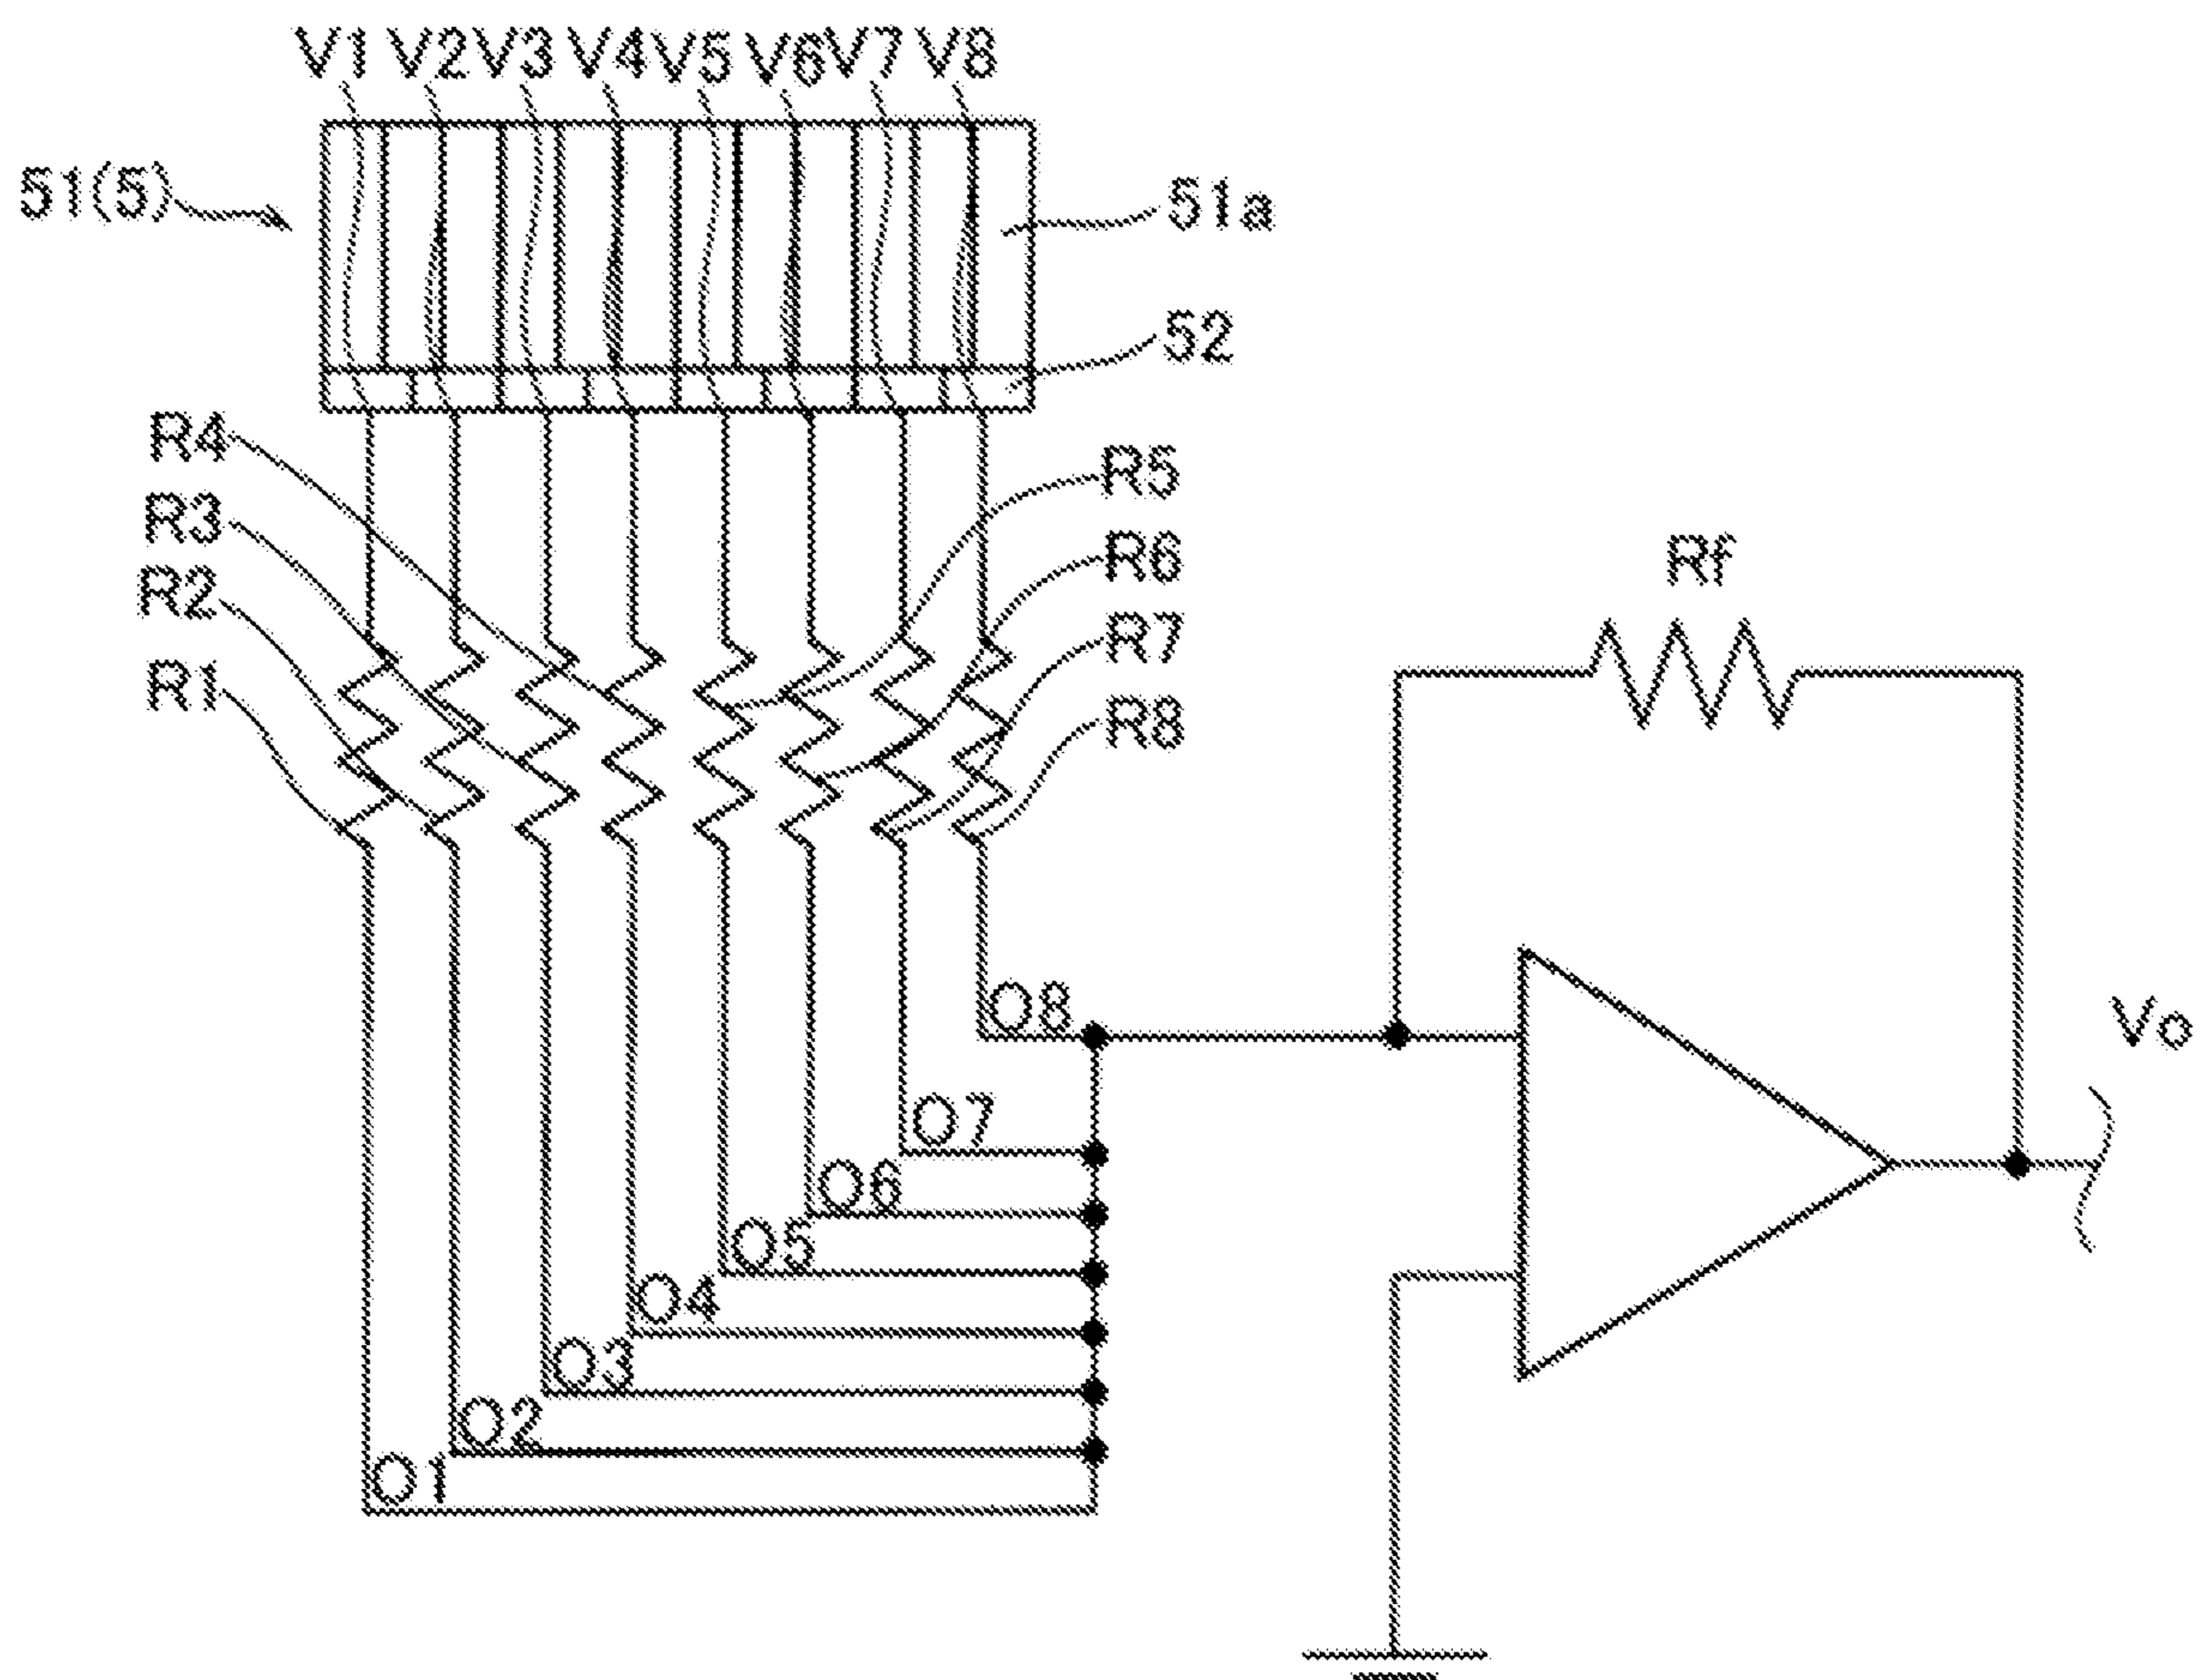 V1 V2 V3 V4 V5 V6 V7 V8
51(5)
51a
52
R4
R3
R2
R1
R5
R6
R7
R8
Rf
O8
O7
O6
O5
O4
O3
O2
O1
Vo